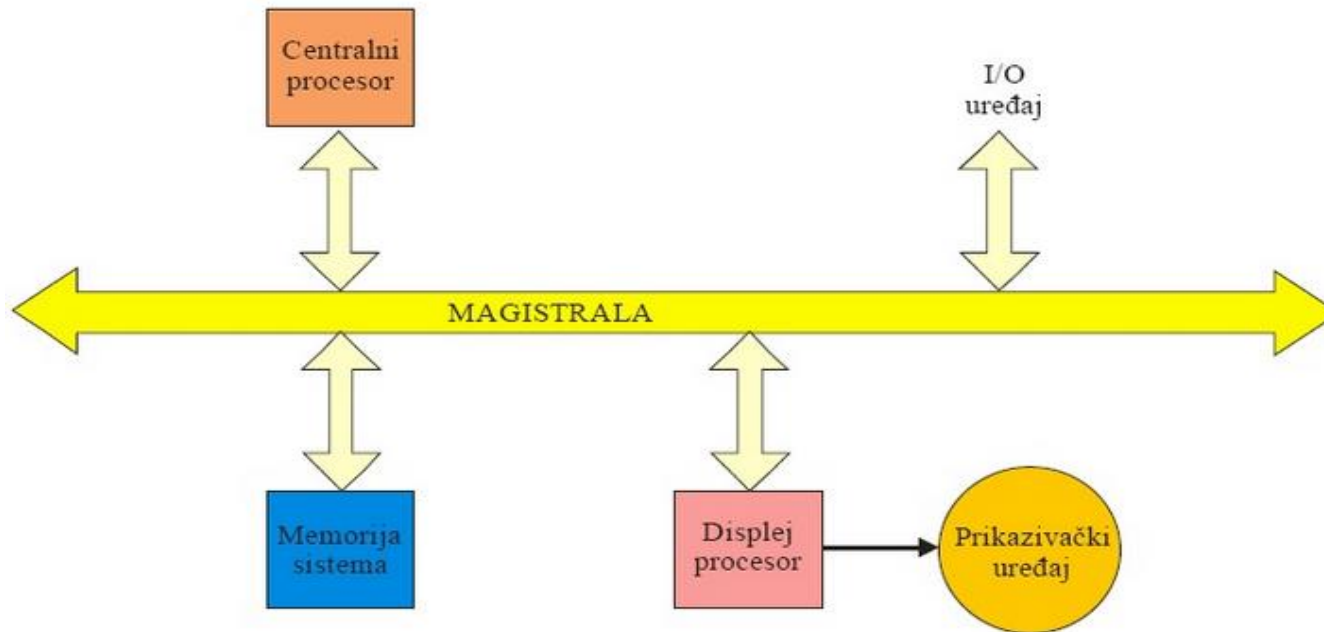 Centralni
procesor
I/O
uređaj
MAGISTRALA
Memorija
sistema
Displej
procesor
Prikazivački
uređaj